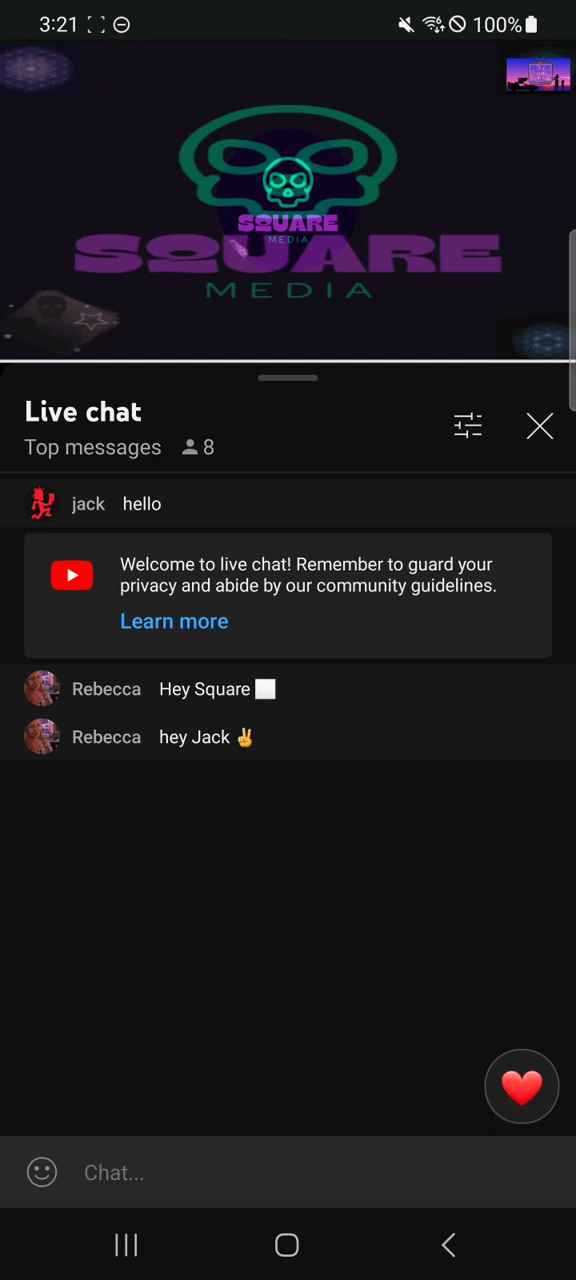 3:21
100%
SQUARE
MEDIA
SQUARE
MEDIA
Live chat
Top messages 8
jack hello
Welcome to live chat! Remember to guard your
privacy and abide by our community guidelines.
Learn more
Rebecca Hey Square ⬜
Rebecca hey Jack ✌️
Chat...